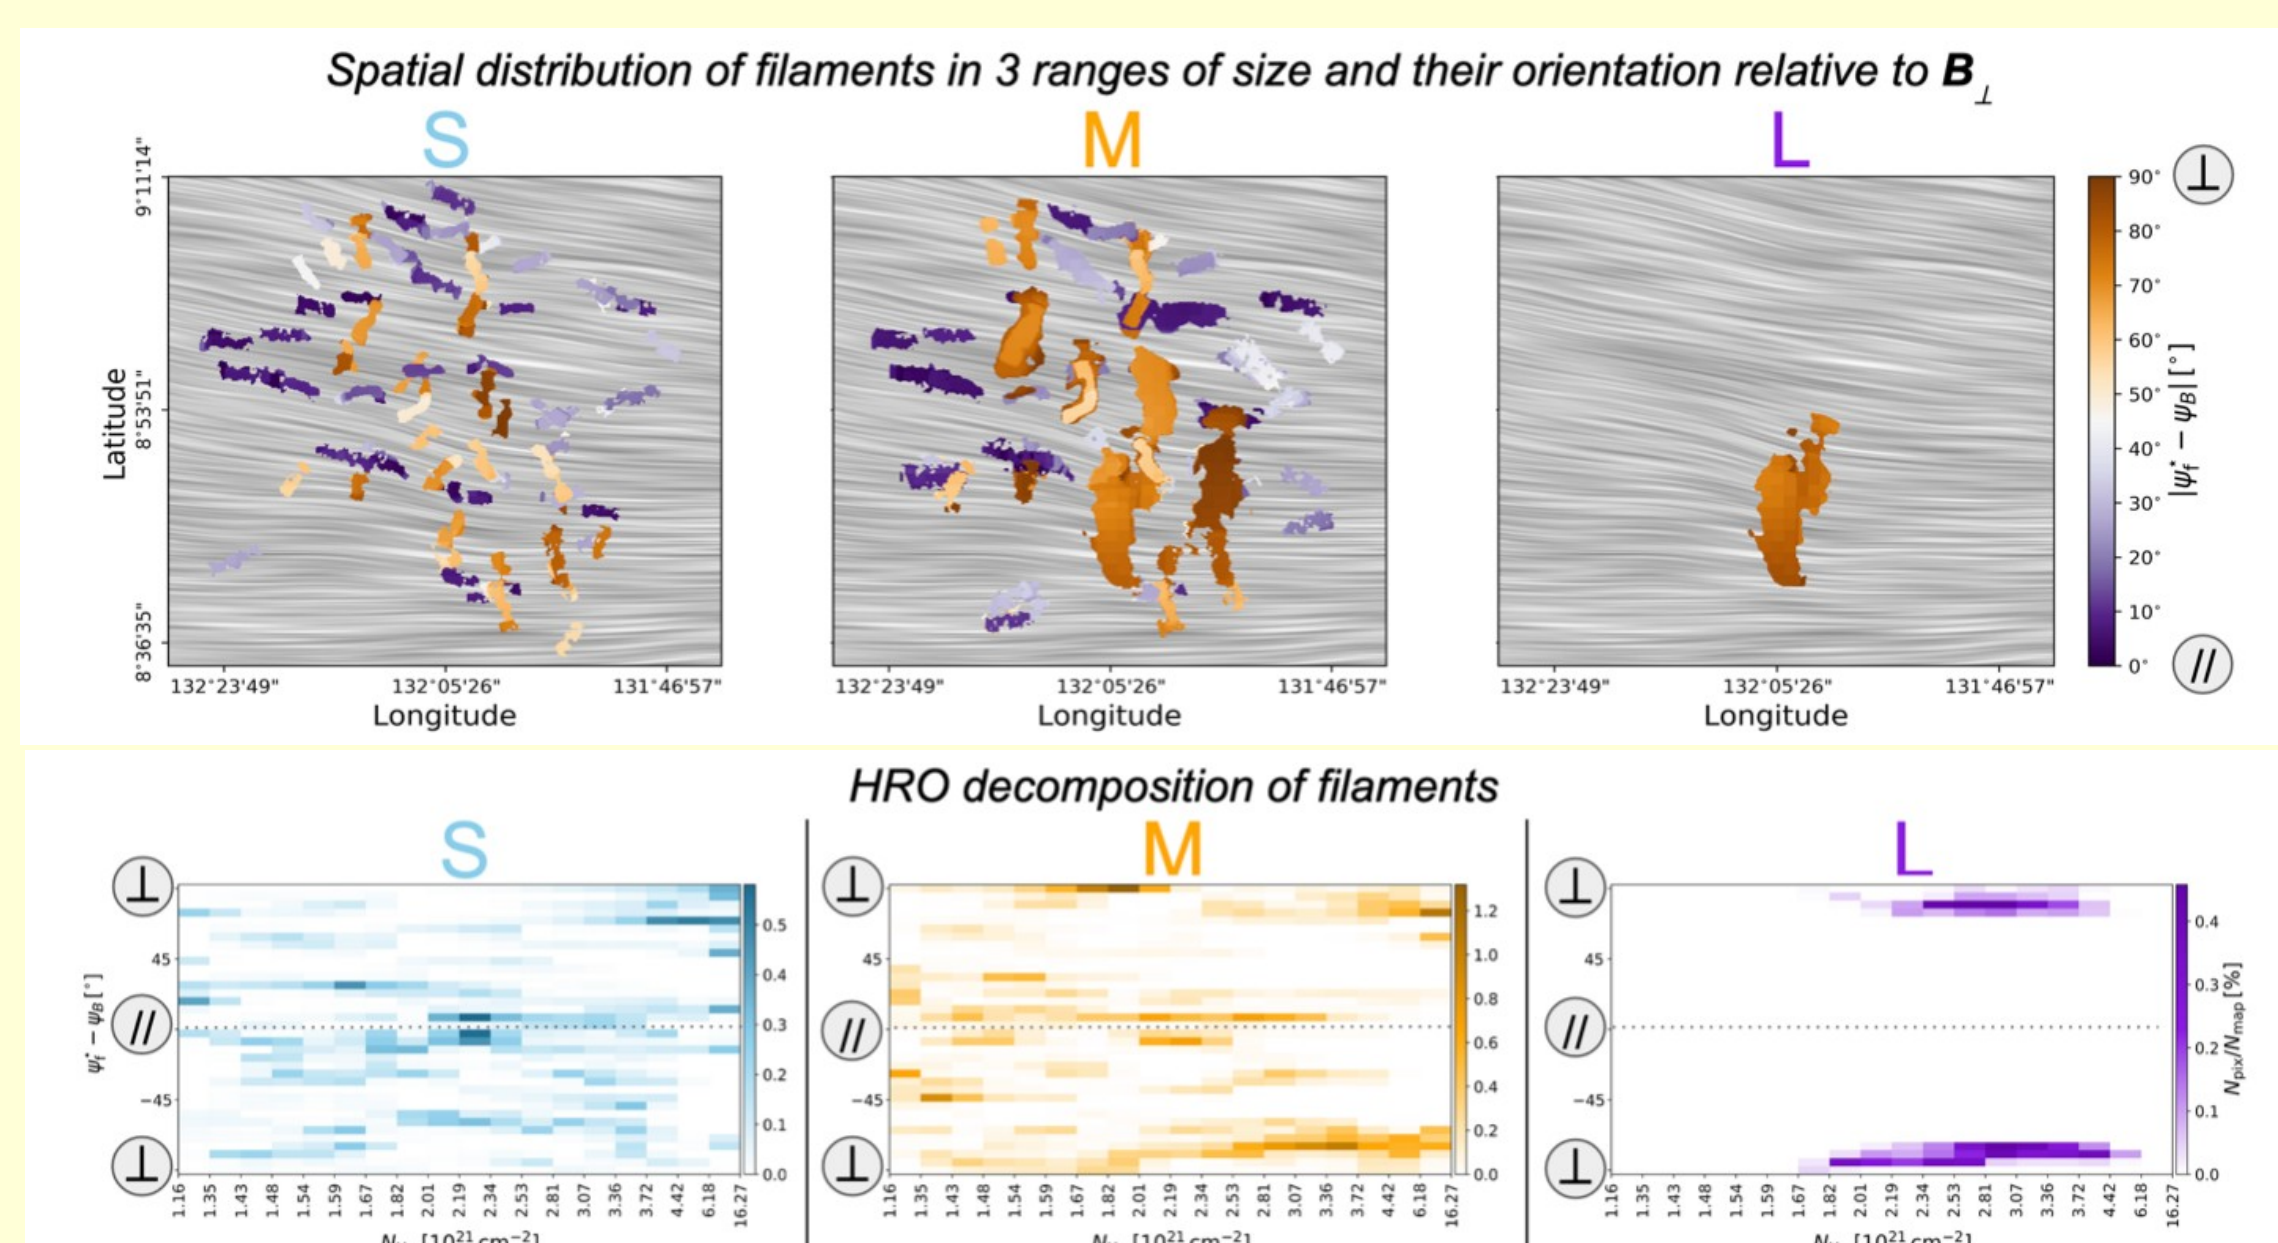 Spatial distribution of filaments in 3 ranges of size and their orientation relative to B⊥
S
M
L
9°11'14"
8°53'51"
8°36'35"
Latitude
132°23'49"
132°05'26"
131°46'57"
Longitude
132°23'49"
132°05'26"
131°46'57"
Longitude
132°23'49"
132°05'26"
131°46'57"
Longitude
⊥
90°
80°
70°
60°
50°
40°
30°
20°
10°
0°
//
|ψ*f − ψB| [°]
HRO decomposition of filaments
S
M
L
⊥
45
//
−45
⊥
ψ*f − ψB [°]
0.5
0.4
0.3
0.2
0.1
0.0
1.16 1.35 1.43 1.48 1.54 1.59 1.67 1.82 2.01 2.19 2.34 2.53 2.81 3.07 3.36 3.72 4.42 6.18 16.27
[10²¹ cm⁻²]
⊥
45
//
−45
⊥
1.2
1.0
0.8
0.6
0.4
0.2
0.0
1.16 1.35 1.43 1.48 1.54 1.59 1.67 1.82 2.01 2.19 2.34 2.53 2.81 3.07 3.36 3.72 4.42 6.18 16.27
[10²¹ cm⁻²]
⊥
45
//
−45
⊥
0.4
0.3
0.2
0.1
0.0
Npix/Nmap [%]
1.16 1.35 1.43 1.48 1.54 1.59 1.67 1.82 2.01 2.19 2.34 2.53 2.81 3.07 3.36 3.72 4.42 6.18 16.27
[10²¹ cm⁻²]